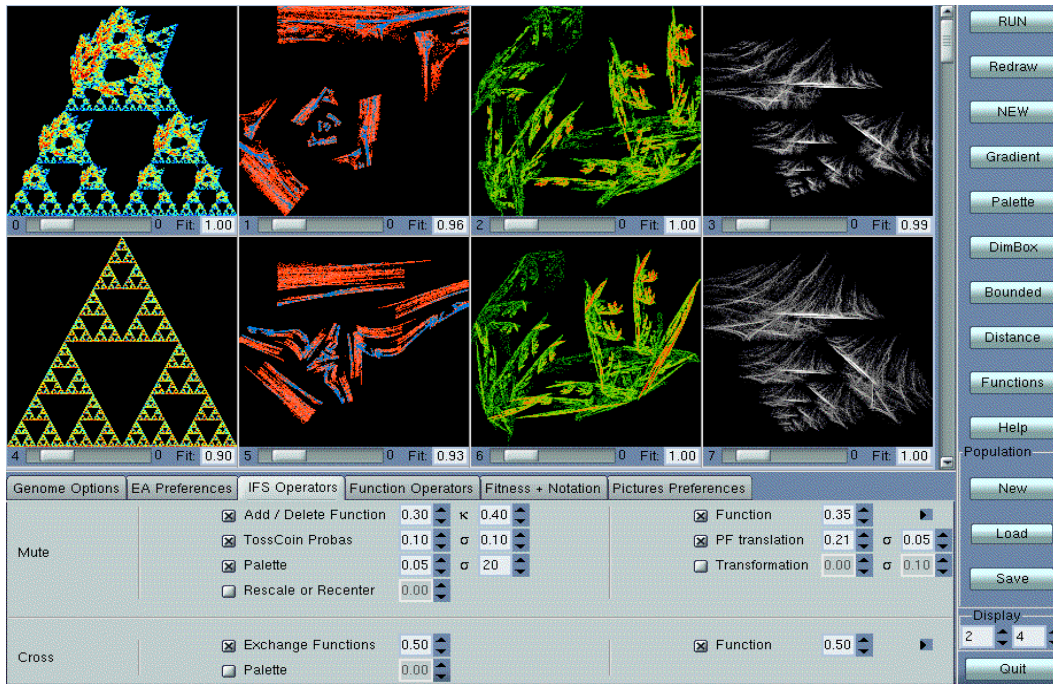 RUN
Redraw
NEW
Gradient
Palette
DimBox
Bounded
Distance
Functions
Help
0 0 Fit: 1.00 1 0 Fit: 0.96 2 0 Fit: 1.00 3 0 Fit: 0.99
4 0 Fit: 0.90 5 0 Fit: 0.93 6 0 Fit: 1.00 7 0 Fit: 1.00
Population
New
Load
Save
Display
2 4
Quit
Genome Options EA Preferences IFS Operators Function Operators Fitness + Notation Pictures Preferences
Mute
Add / Delete Function 0.30 κ 0.40 Function 0.35
TossCoin Probas 0.10 σ 0.10 PF translation 0.21 σ 0.05
Palette 0.05 σ 20 Transformation 0.00 σ 0.10
Rescale or Recenter 0.00
Cross
Exchange Functions 0.50 Function 0.50
Palette 0.00